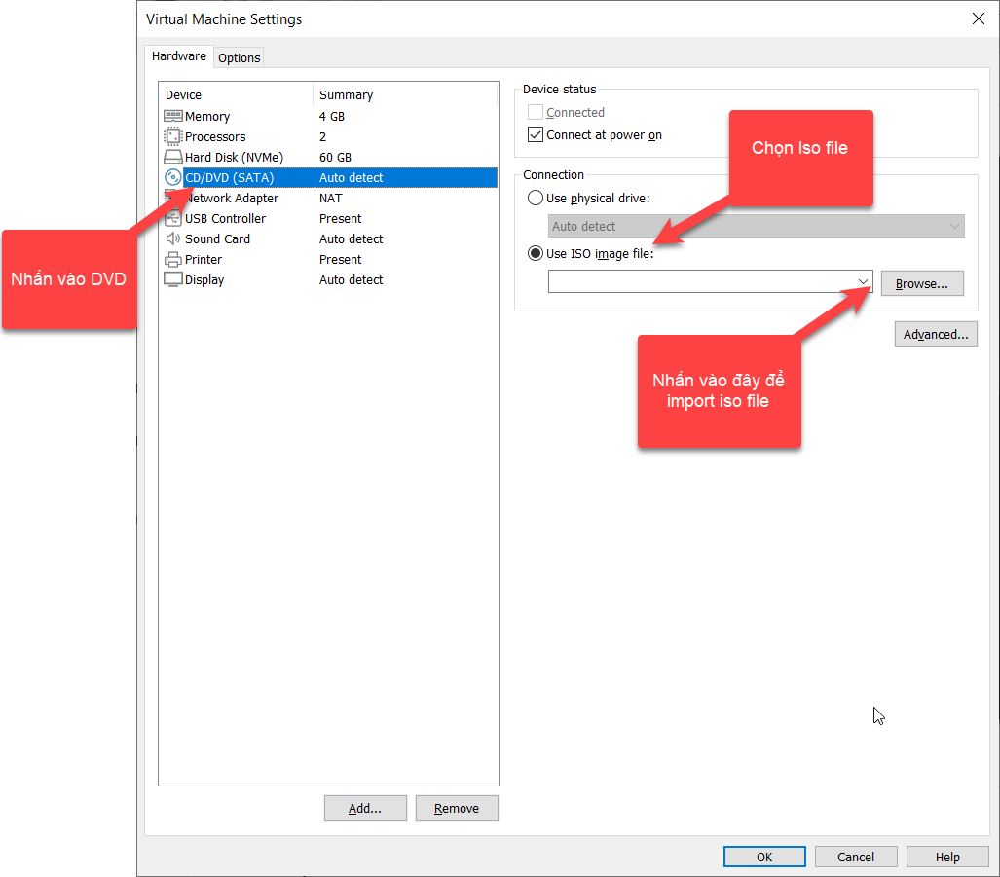 Virtual Machine Settings
Hardware
Options
Device Summary
Memory 4 GB
Processors 2
Hard Disk (NVMe) 60 GB
CD/DVD (SATA) Auto detect
Network Adapter NAT
USB Controller Present
Sound Card Auto detect
Printer Present
Display Auto detect
Nhấn vào DVD
Add...
Remove
Device status
Connected
Connect at power on
Chọn Iso file
Connection
Use physical drive:
Auto detect
Use ISO image file:
Browse...
Advanced...
Nhấn vào đây để
import iso file
OK
Cancel
Help